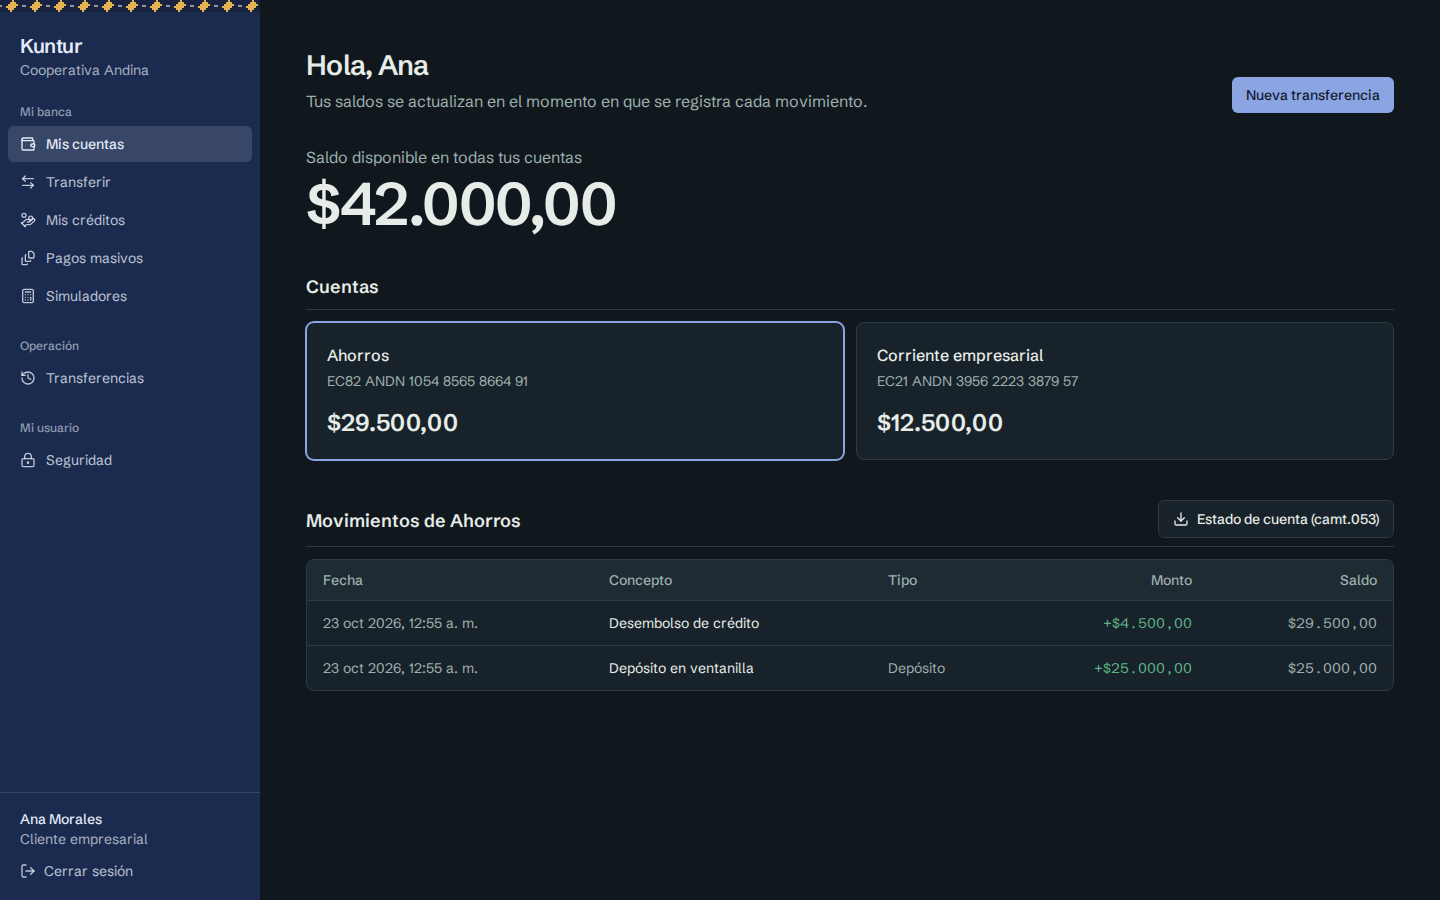 Kuntur
Cooperativa Andina
Mi banca
Mis cuentas
Transferir
Mis créditos
Pagos masivos
Simuladores
Operación
Transferencias
Mi usuario
Seguridad
Ana Morales
Cliente empresarial
Cerrar sesión
Hola, Ana
Tus saldos se actualizan en el momento en que se registra cada movimiento.
Nueva transferencia
Saldo disponible en todas tus cuentas
$42.000,00
Cuentas
Ahorros
EC82 ANDN 1054 8565 8664 91
$29.500,00
Corriente empresarial
EC21 ANDN 3956 2223 3879 57
$12.500,00
Movimientos de Ahorros
Estado de cuenta (camt.053)
Fecha Concepto Tipo Monto Saldo
23 oct 2026, 12:55 a. m. Desembolso de crédito +$4.500,00 $29.500,00
23 oct 2026, 12:55 a. m. Depósito en ventanilla Depósito +$25.000,00 $25.000,00